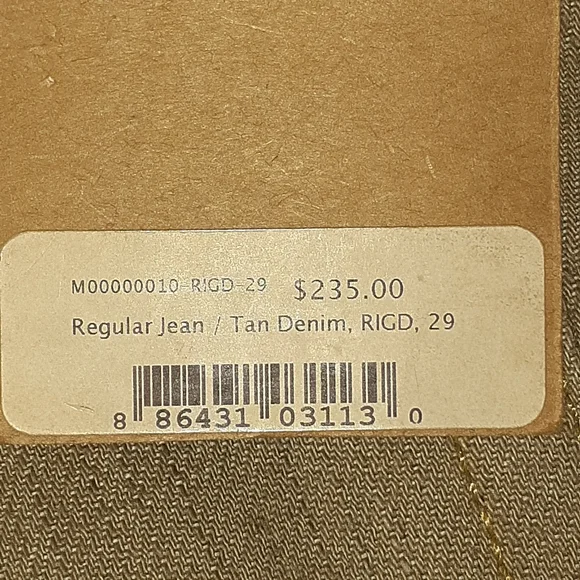 M00000010-RIGD-29 $235.00
Regular Jean / Tan Denim, RIGD, 29
8 86431 03113 0